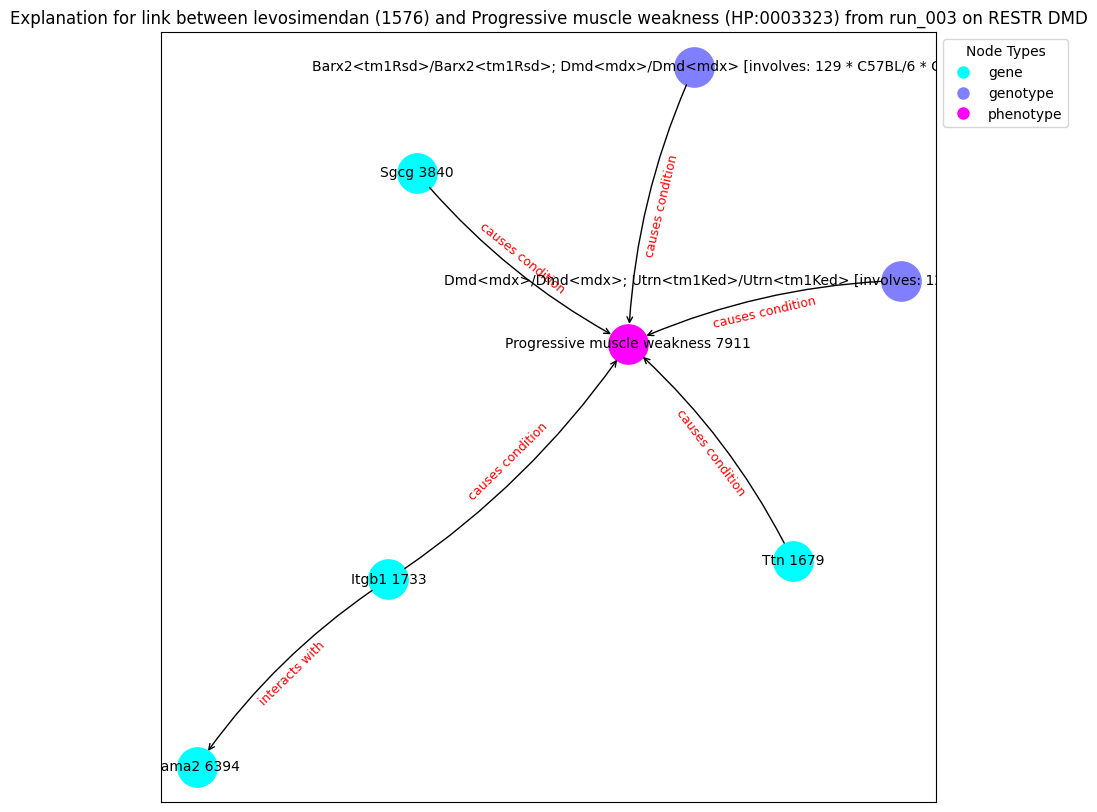 Explanation for link between levosimendan (1576) and Progressive muscle weakness (HP:0003323) from run_003 on RESTR DMD
Node Types
gene
genotype
phenotype
Barx2<tm1Rsd>/Barx2<tm1Rsd>; Dmd<mdx>/Dmd<mdx> [involves: 129 * C57BL/6 *
Sgcg 3840
causes condition
causes condition
Dmd<mdx>/Dmd<mdx>; Utrn<tm1Ked>/Utrn<tm1Ked> [involves:
causes condition
Progressive muscle weakness 7911
causes condition
causes condition
Ttn 1679
Itgb1 1733
interacts with
ama2 6394